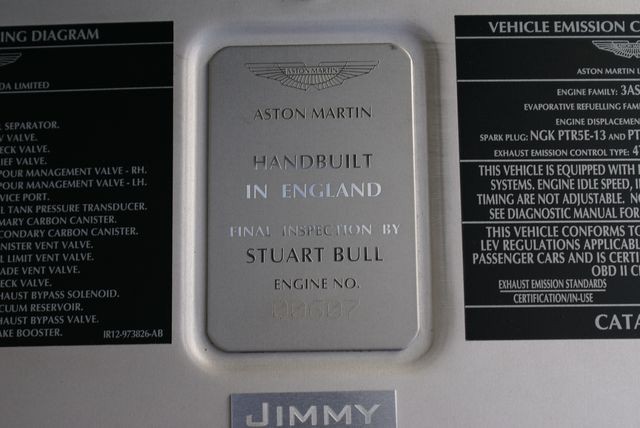 ING DIAGRAM
DA LIMITED
SEPARATOR.
VALVE.
ECK VALVE.
IEF VALVE.
POUR MANAGEMENT VALVE - RH.
POUR MANAGEMENT VALVE - LH.
VICE PORT.
L TANK PRESSURE TRANSDUCER.
MARY CARBON CANISTER.
CONDARY CARBON CANISTER.
NISTER VENT VALVE.
L LIMIT VENT VALVE.
ADE VENT VALVE.
ECK VALVE.
HAUST BYPASS SOLENOID.
CUUM RESERVOIR.
HAUST BYPASS VALVE.
AKE BOOSTER.
IR12-973826-AB
ASTON MARTIN
ASTON MARTIN
HANDBUILT
IN ENGLAND
FINAL INSPECTION BY
STUART BULL
ENGINE NO.
00607
JIMMY
VEHICLE EMISSION C
ASTON MARTIN L
ENGINE FAMILY: 3AS
EVAPORATIVE REFUELLING FAM
ENGINE DISPLACEMEN
SPARK PLUG: NGK PTR5E-13 AND PT
EXHAUST EMISSION CONTROL TYPE: 4
THIS VEHICLE IS EQUIPPED WITH
SYSTEMS. ENGINE IDLE SPEED, I
TIMING ARE NOT ADJUSTABLE. NO
SEE DIAGNOSTIC MANUAL FOR
THIS VEHICLE CONFORMS TO
LEV REGULATIONS APPLICABL
PASSENGER CARS AND IS CERTI
OBD II C
EXHAUST EMISSION STANDARDS
CERTIFICATION/IN-USE
CATA